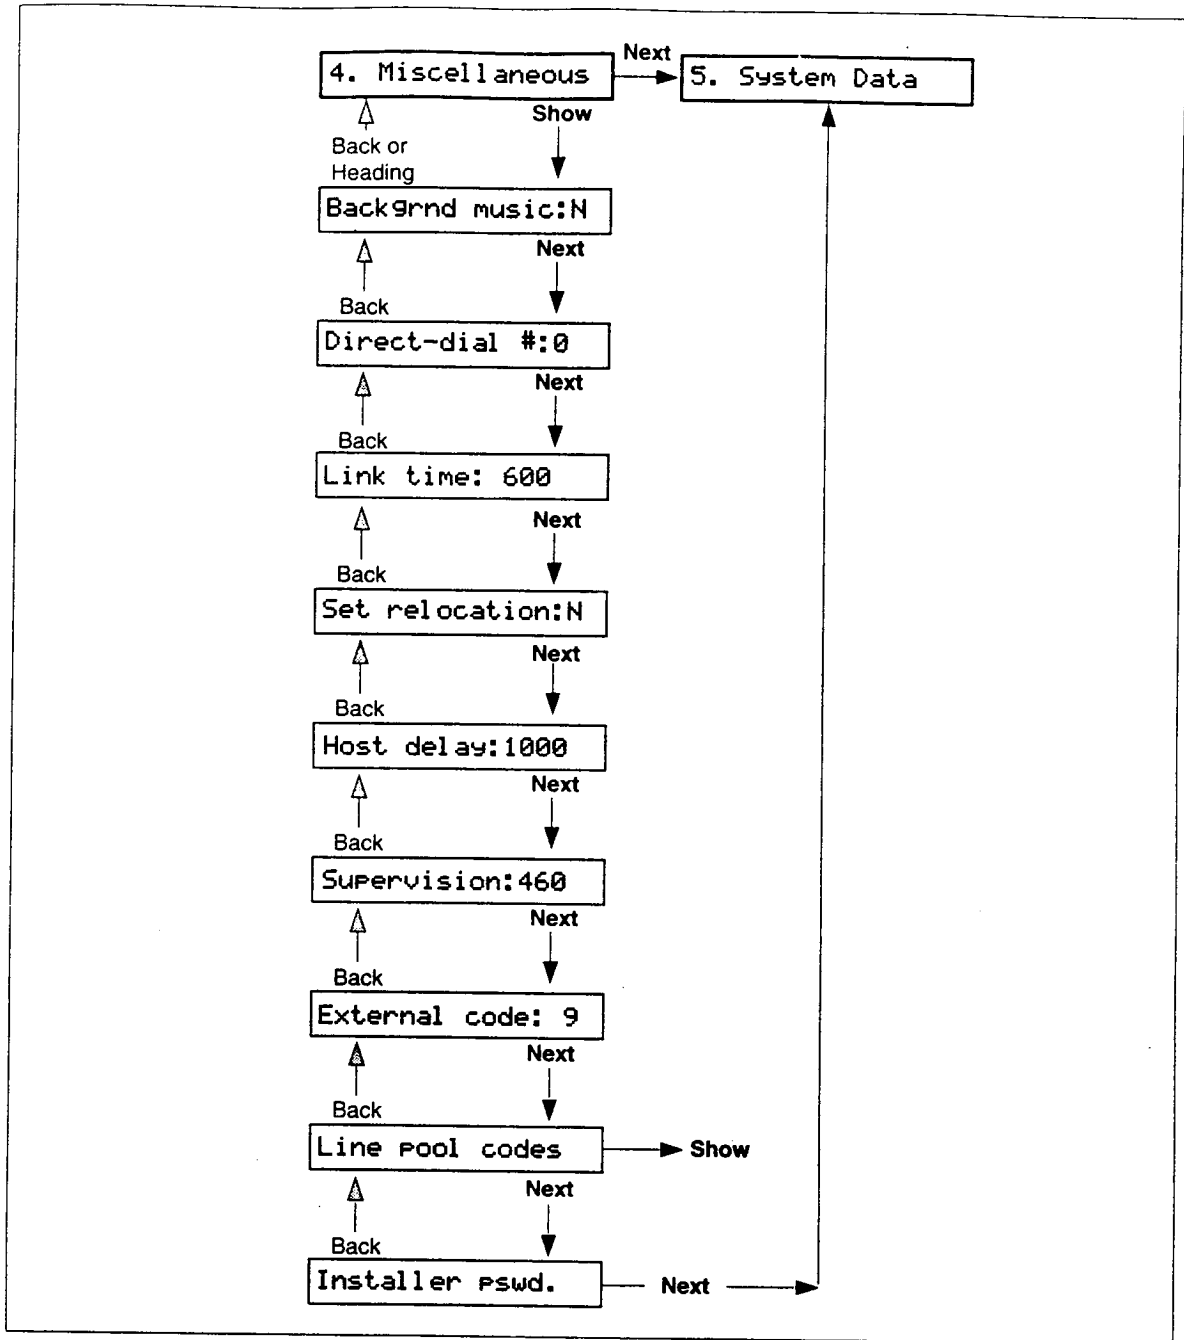 4. Miscellaneous
Next
5. System Data
Show
Back or
Heading
Backgrnd music:N
Next
Back
Direct-dial #:0
Next
Back
Link time: 600
Next
Back
Set relocation:N
Next
Back
Host delay:1000
Next
Back
Supervision:460
Next
Back
External code: 9
Next
Back
Line pool codes
Show
Next
Back
Installer pswd.
Next